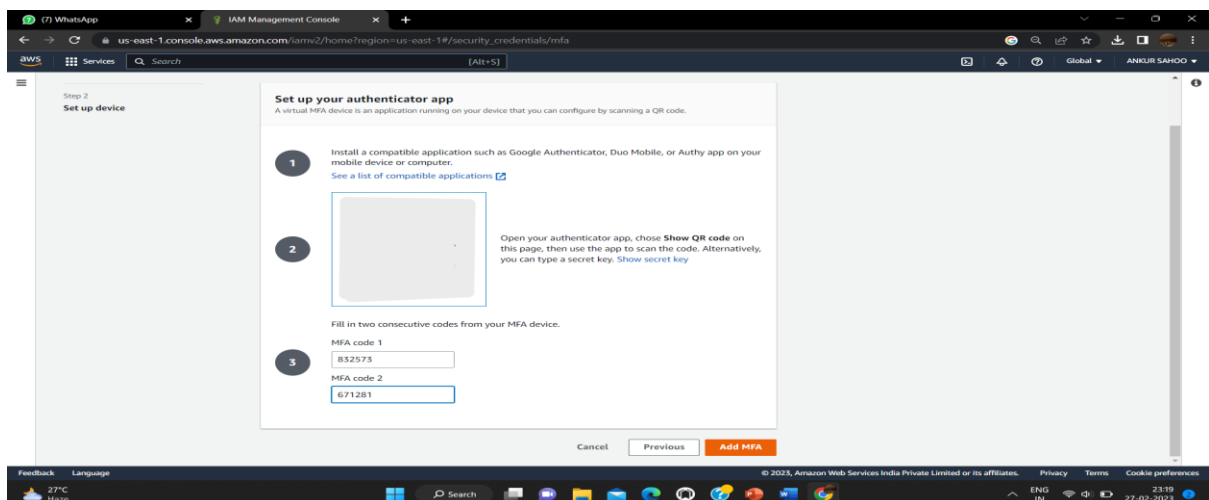 (7) WhatsApp
IAM Management Console
us-east-1.console.aws.amazon.com/iamv2/home?region=us-east-1#/security_credentials/mfa
aws
Services
Search
[Alt+S]
Global
ANKUR SAHOO
Step 2
Set up device
Set up your authenticator app
A virtual MFA device is an application running on your device that you can configure by scanning a QR code.
1
Install a compatible application such as Google Authenticator, Duo Mobile, or Authy app on your
mobile device or computer.
See a list of compatible applications
2
Open your authenticator app, chose Show QR code on
this page, then use the app to scan the code. Alternatively,
you can type a secret key. Show secret key
Fill in two consecutive codes from your MFA device.
3
MFA code 1
832573
MFA code 2
671281
Cancel
Previous
Add MFA
Feedback
Language
© 2023, Amazon Web Services India Private Limited or its affiliates.
Privacy
Terms
Cookie preferences
27°C
Haze
Search
ENG
IN
23:19
27-02-2023